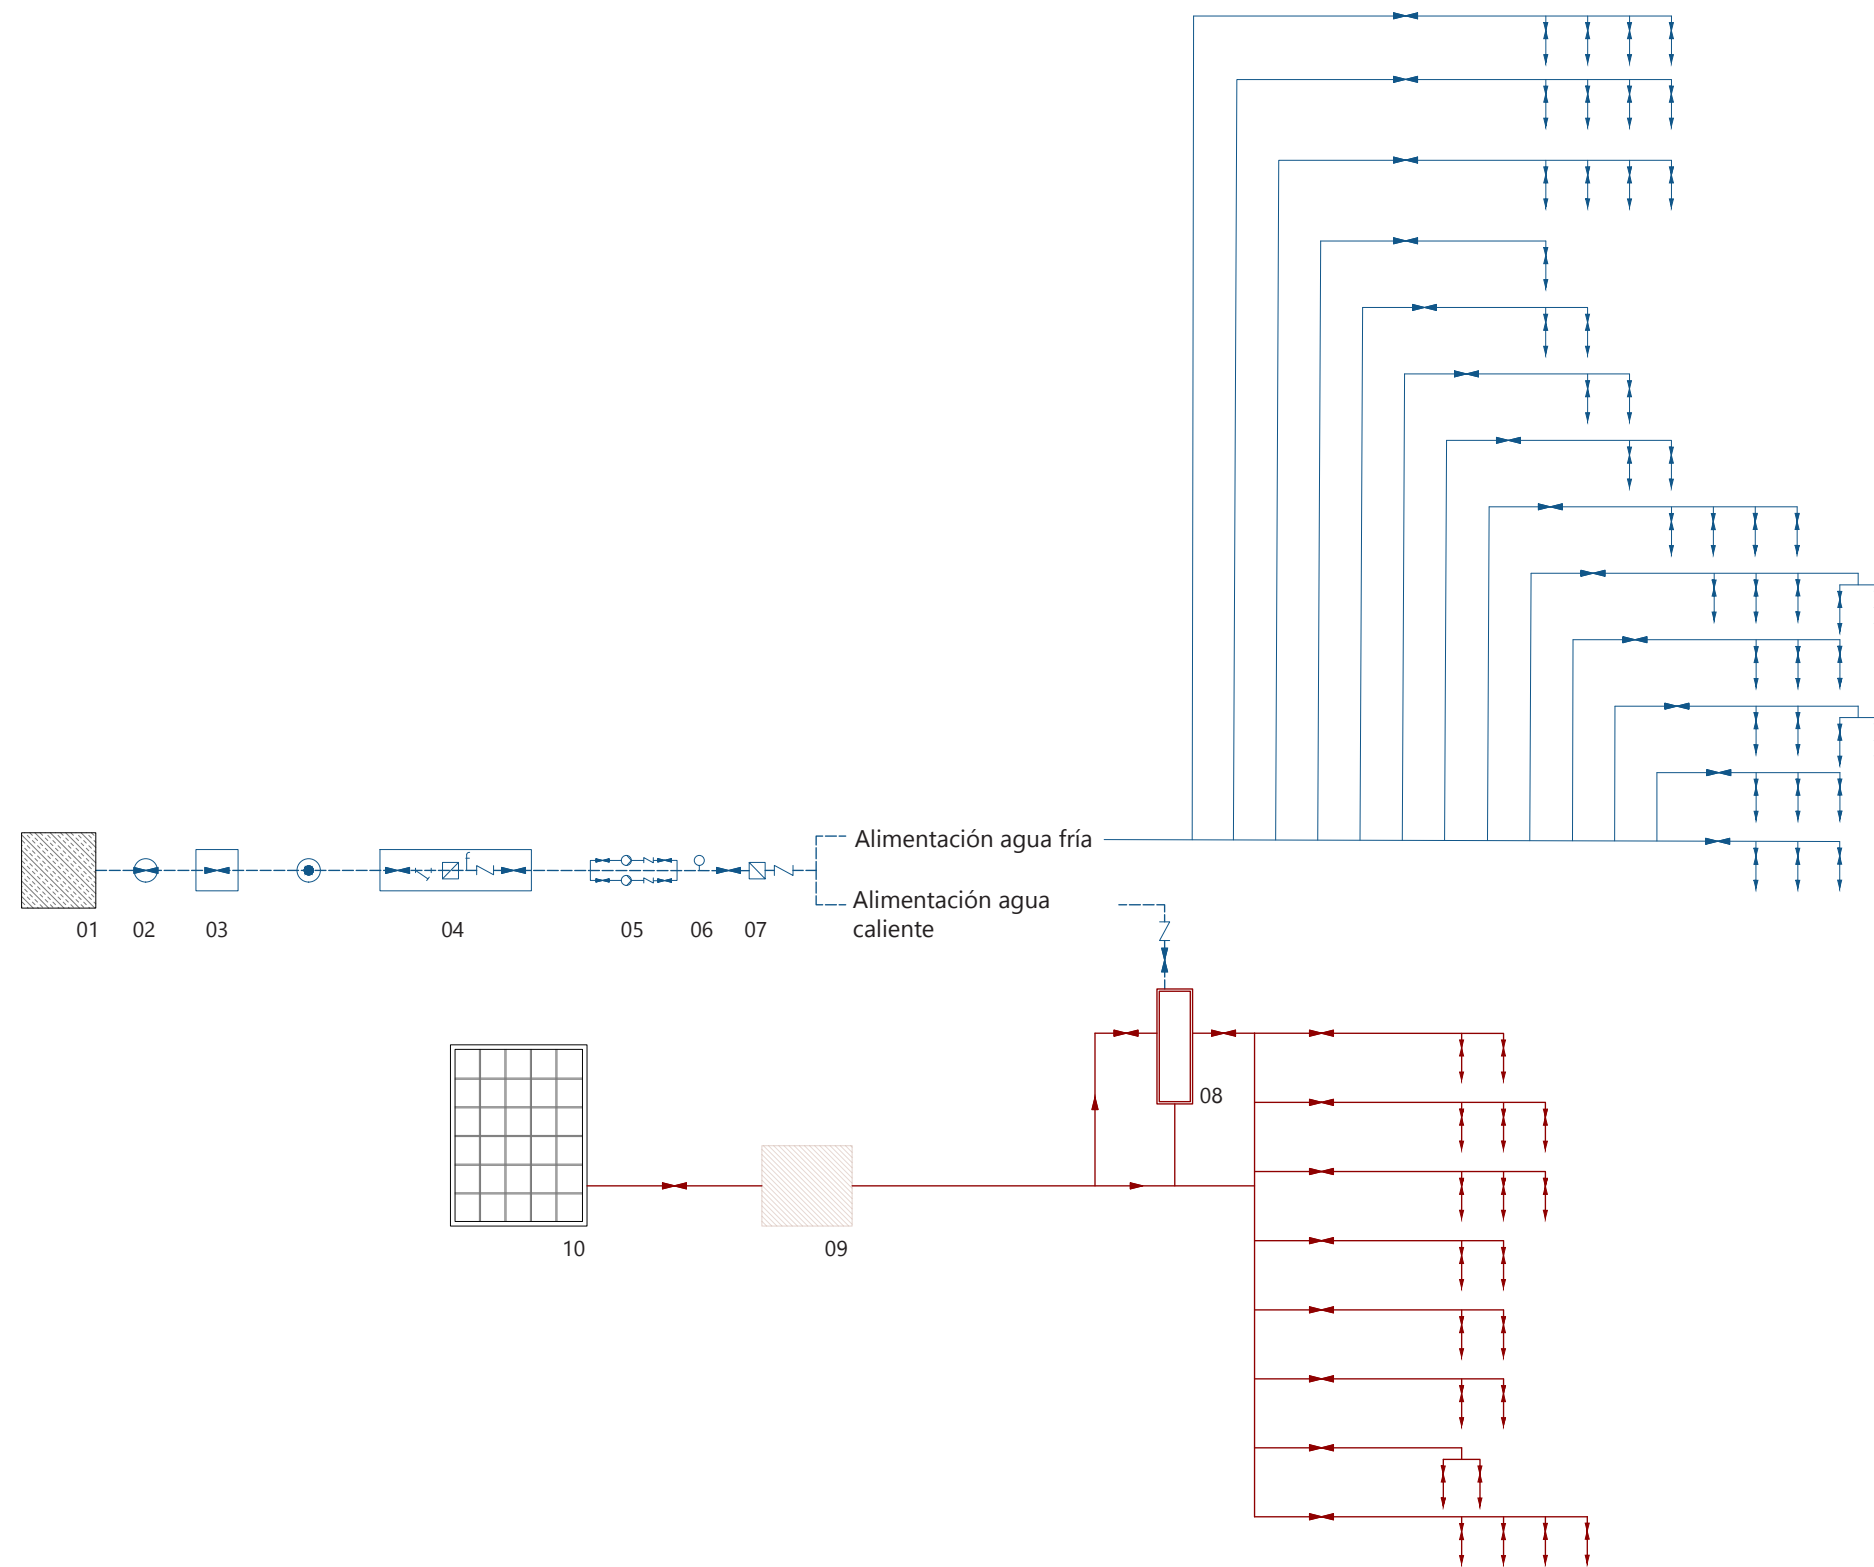 Alimentación agua fría
Alimentación agua
caliente
01 02 03 04 05 06 07
08
10 09